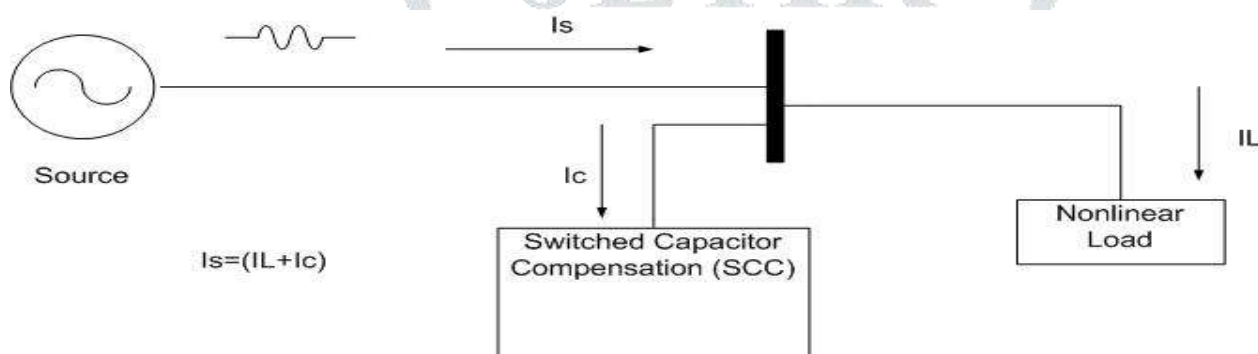 Is
Source
Ic
IL
Is=(IL+Ic)
Switched Capacitor
Compensation (SCC)
Nonlinear
Load